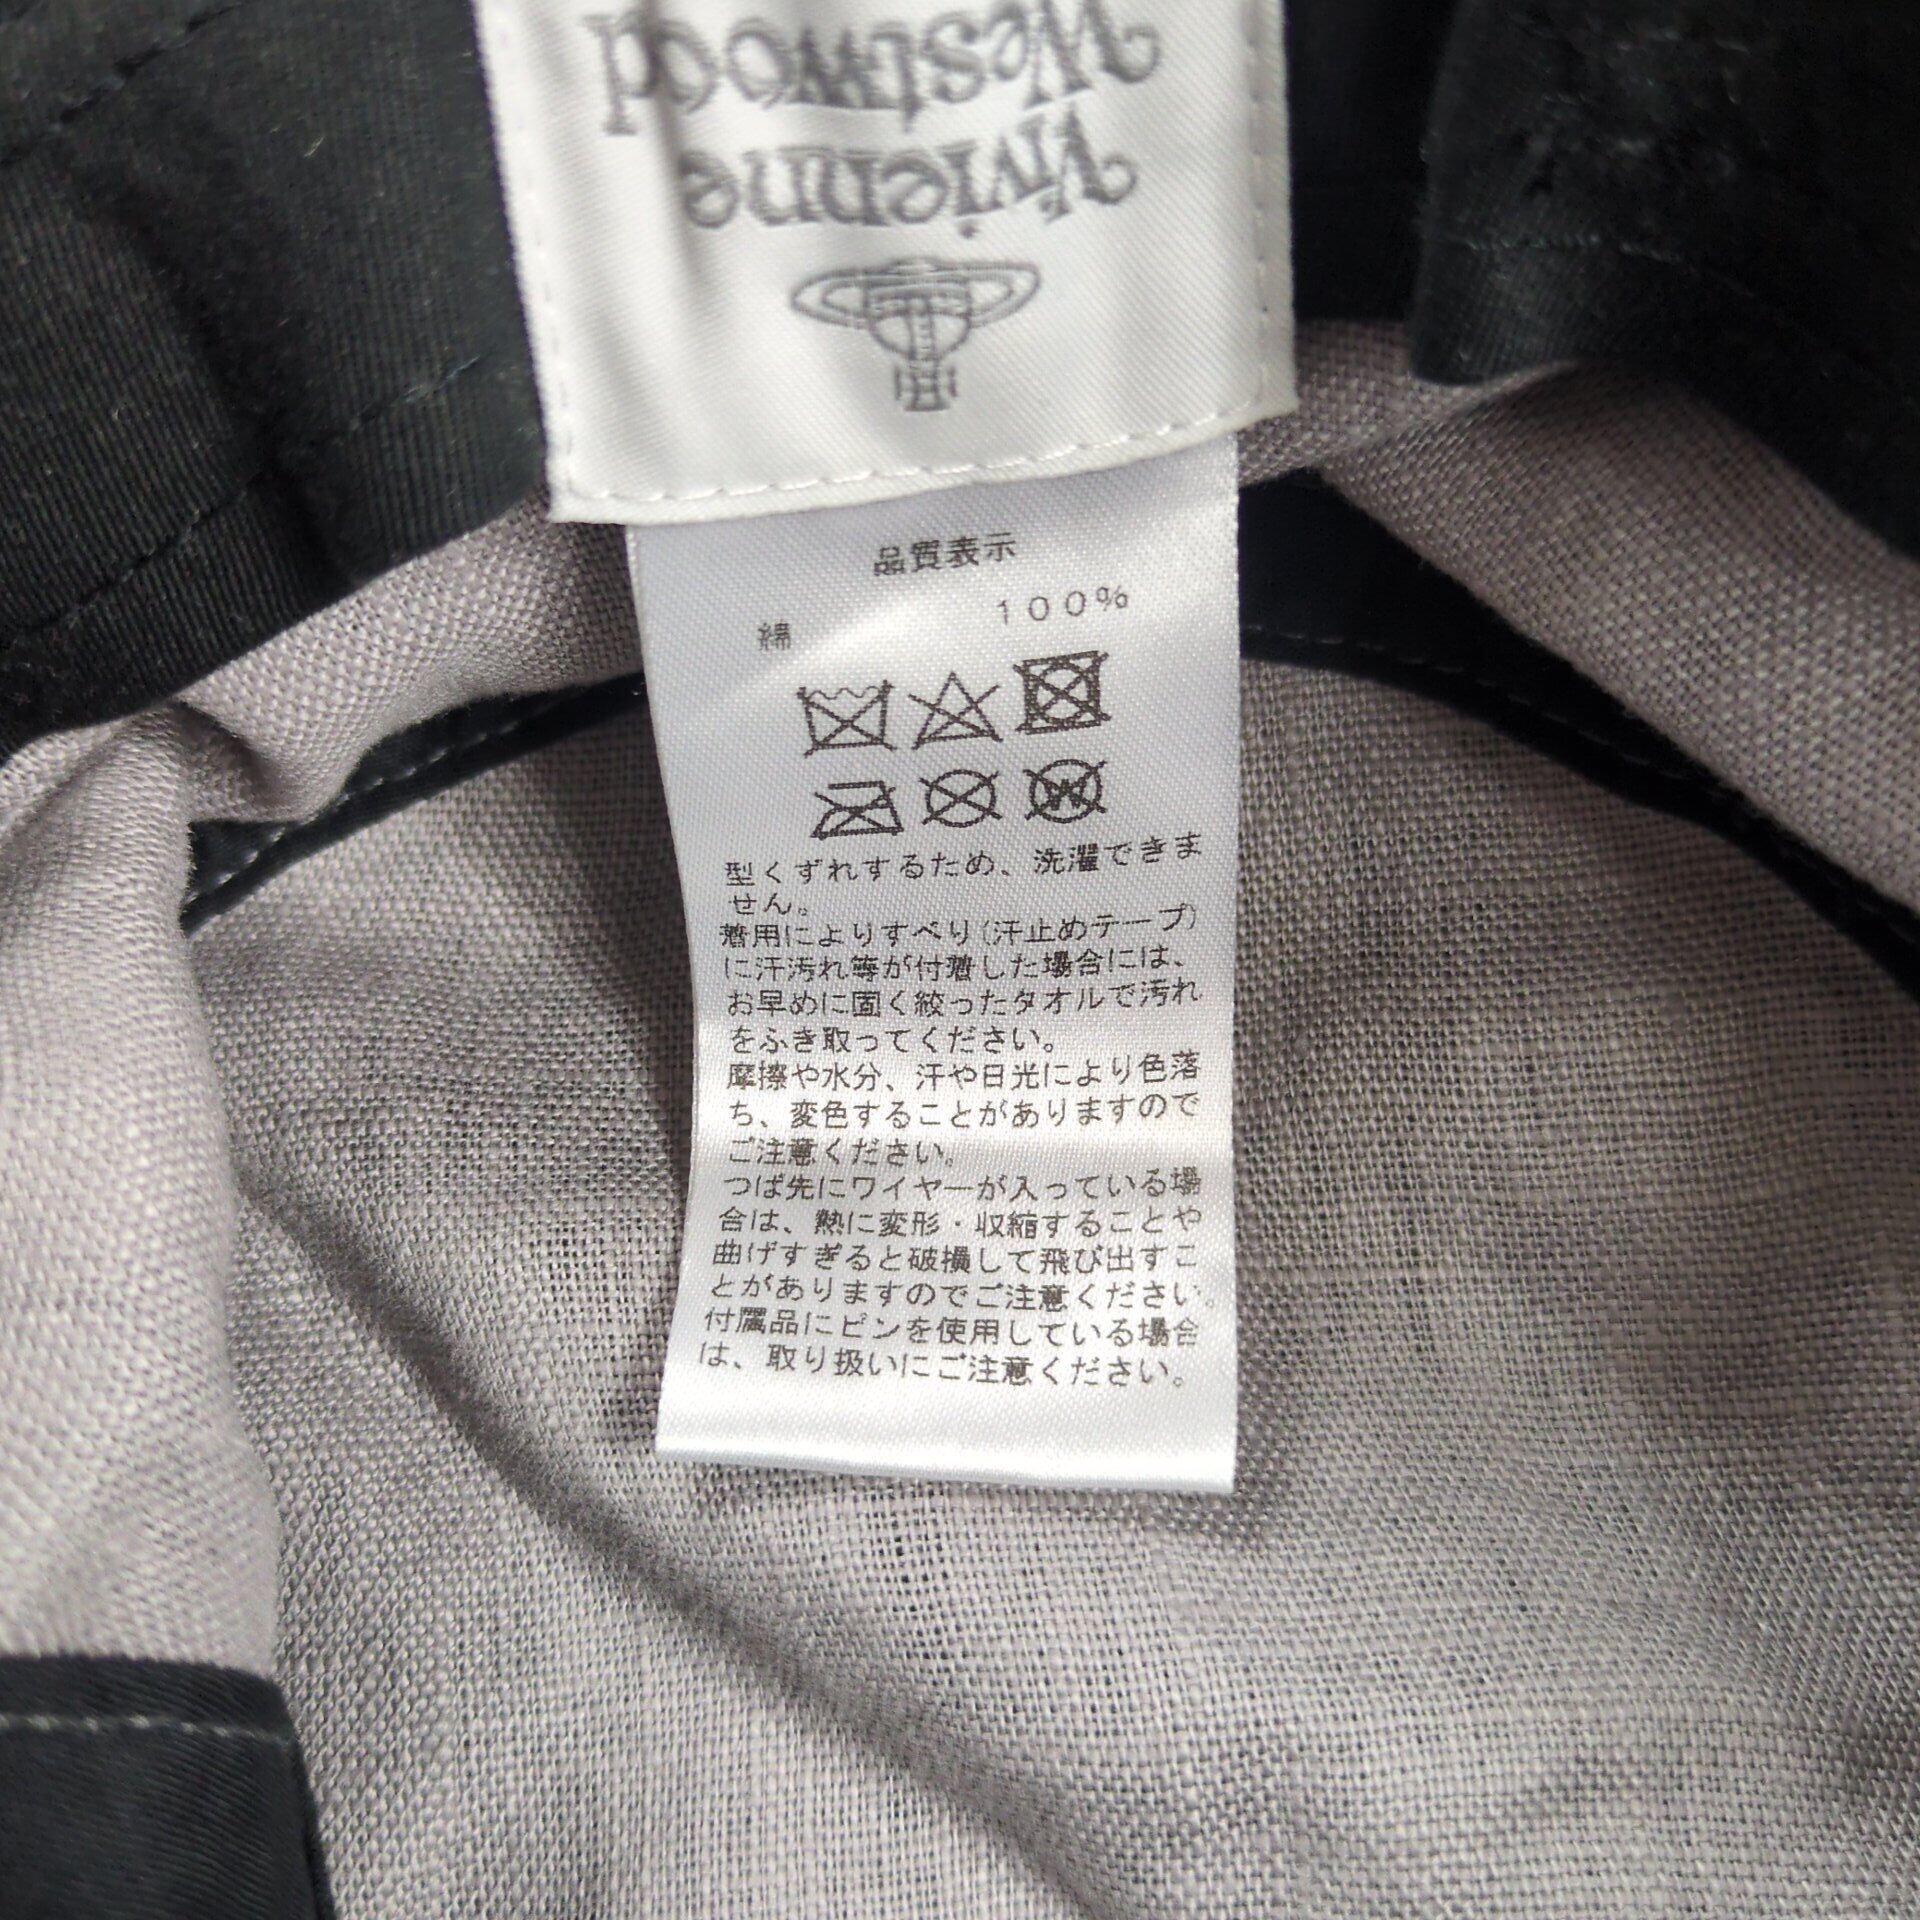 Vivienne
Westwood
品質表示
綿 100%
W
型くずれするため、洗濯できま
せん。
着用によりすべり(汗止めテープ)
に汗汚れ等が付着した場合には、
お早めに固く絞ったタオルで汚れ
をふき取ってください。
摩擦や水分、汗や日光により色落
ち、変色することがありますので
ご注意ください。
つば先にワイヤーが入っている場
合は、熱に変形・収縮することや
曲げすぎると破損して飛び出すこ
とがありますのでご注意ください。
付属品にピンを使用している場合
は、取り扱いにご注意ください。